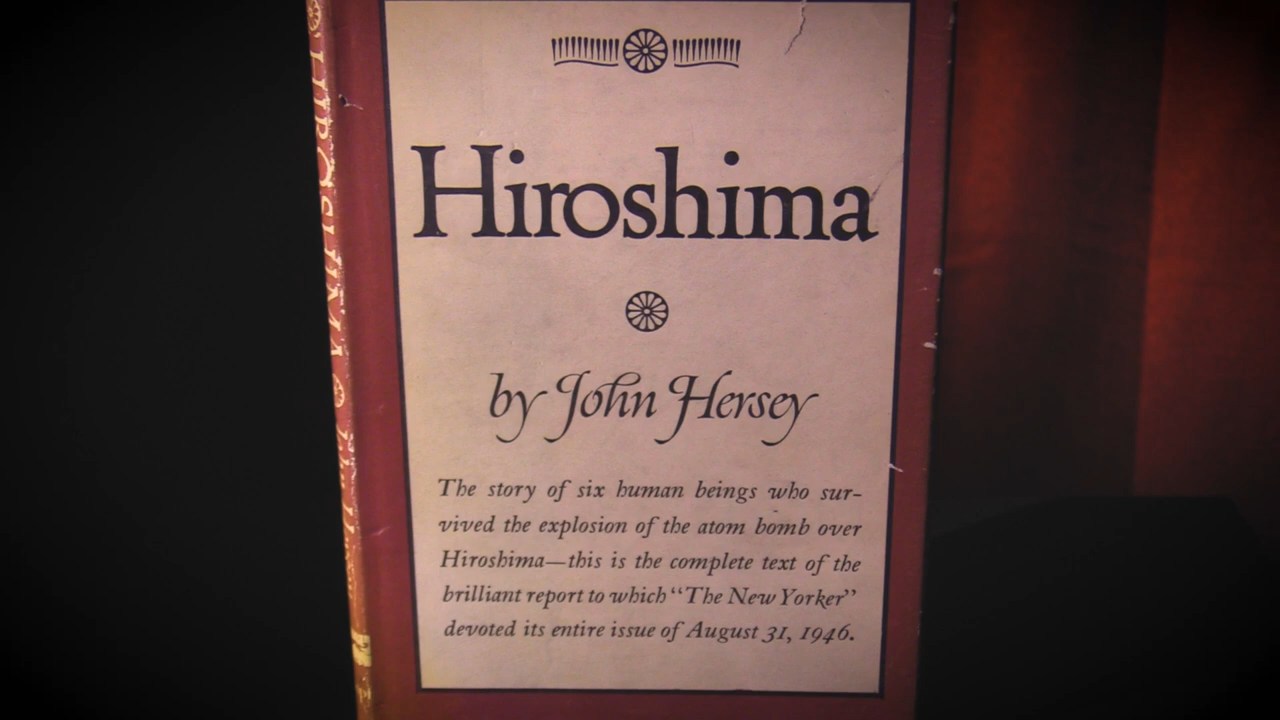 HIROSHIMA
Hiroshima
by John Hersey
The story of six human beings who sur-
vived the explosion of the atom bomb over
Hiroshima—this is the complete text of the
brilliant report to which “The New Yorker”
devoted its entire issue of August 31, 1946.